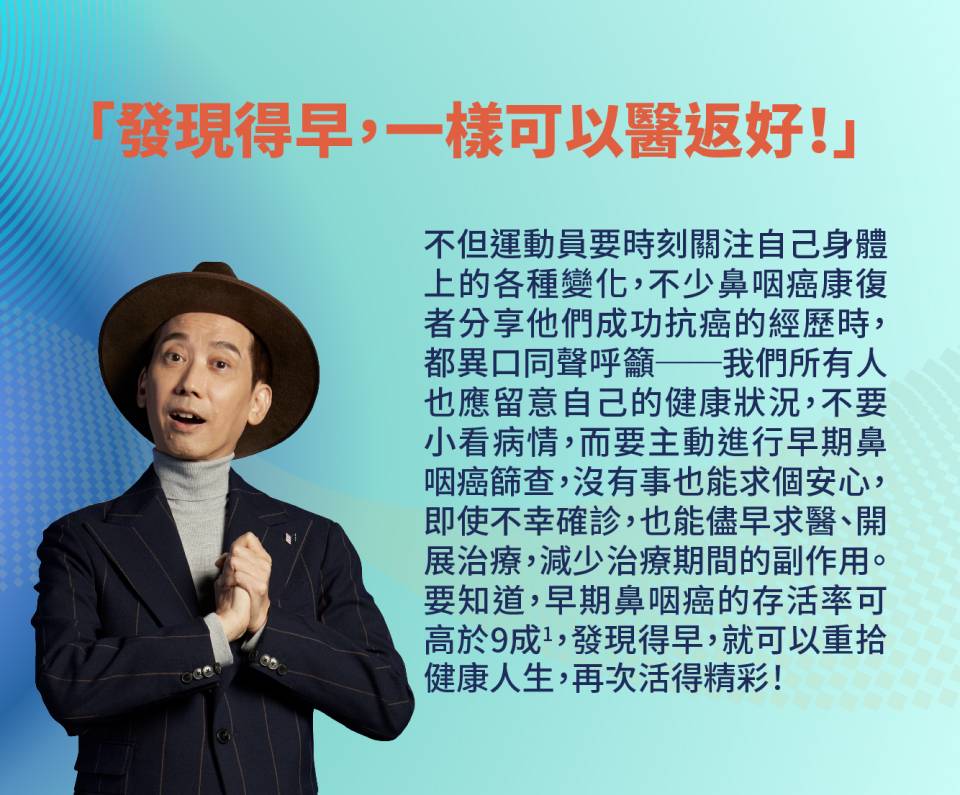 「發現得早，一樣可以醫返好！」
不但運動員要時刻關注自己身體
上的各種變化，不少鼻咽癌康復
者分享他們成功抗癌的經歷時，
都異口同聲呼籲──我們所有人
也應留意自己的健康狀況，不要
小看病情，而要主動進行早期鼻
咽癌篩查，沒有事也能求個安心，
即使不幸確診，也能儘早求醫、開
展治療，減少治療期間的副作用。
要知道，早期鼻咽癌的存活率可
高於9成¹，發現得早，就可以重拾
健康人生，再次活得精彩！